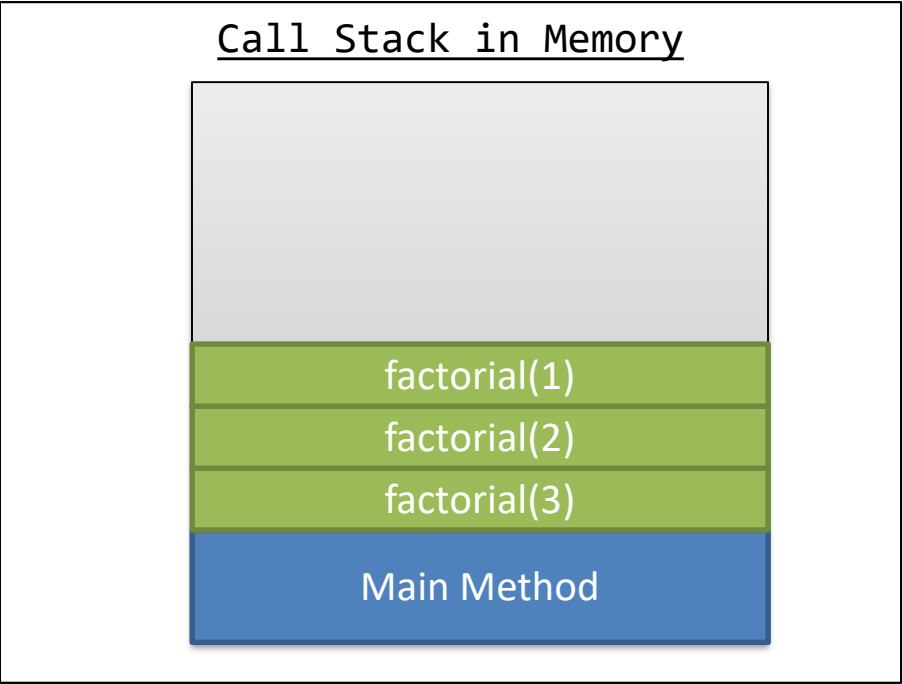 Call Stack in Memory
factorial(1)
factorial(2)
factorial(3)
Main Method